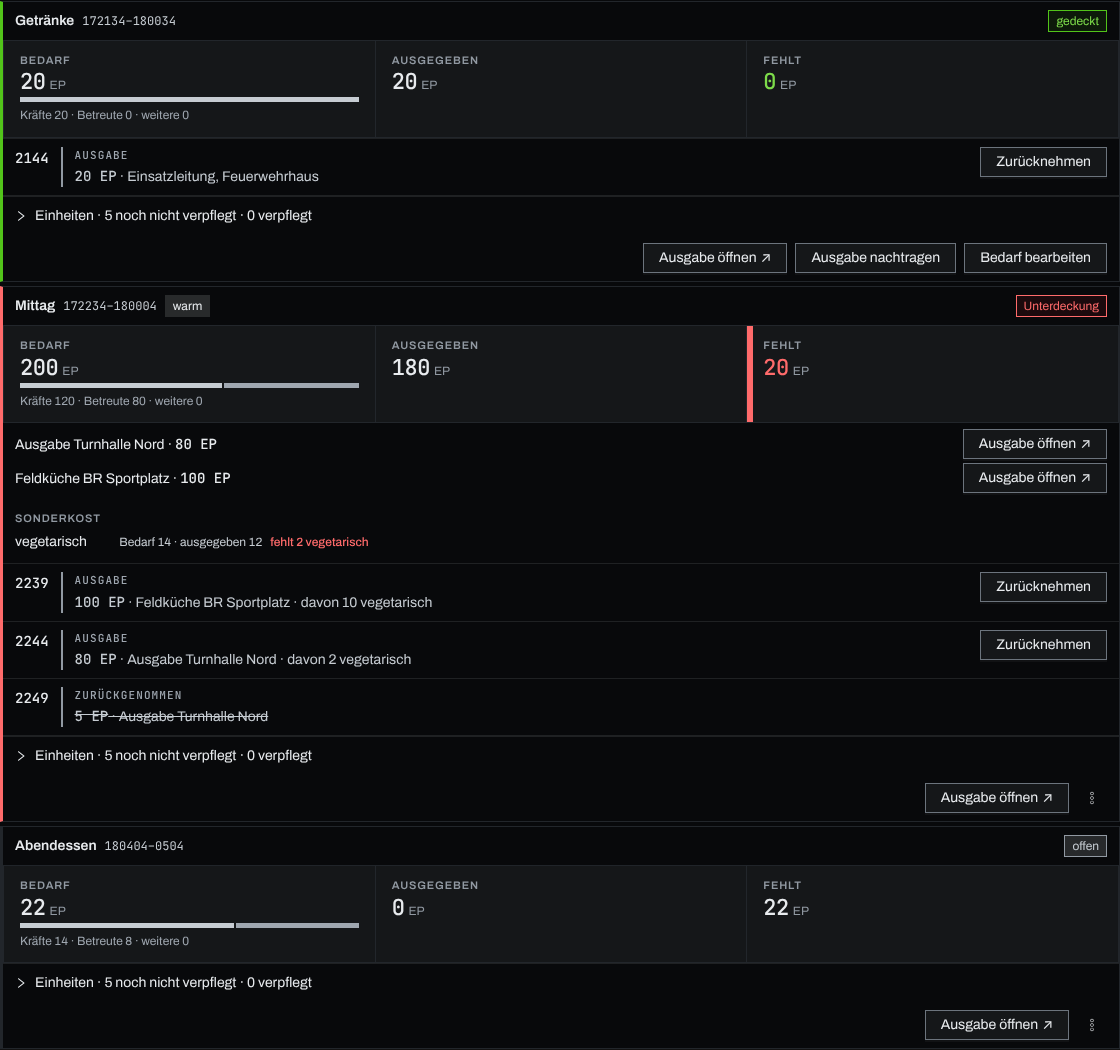 Getränke 172134–180034 gedeckt
BEDARF AUSGEGEBEN FEHLT
20 EP 20 EP 0 EP
Kräfte 20 · Betreute 0 · weitere 0
2144 AUSGABE Zurücknehmen
20 EP · Einsatzleitung, Feuerwehrhaus
Einheiten · 5 noch nicht verpflegt · 0 verpflegt
Ausgabe öffnen ↗ Ausgabe nachtragen Bedarf bearbeiten
Mittag 172234–180004 warm Unterdeckung
BEDARF AUSGEGEBEN FEHLT
200 EP 180 EP 20 EP
Kräfte 120 · Betreute 80 · weitere 0
Ausgabe Turnhalle Nord · 80 EP Ausgabe öffnen ↗
Feldküche BR Sportplatz · 100 EP Ausgabe öffnen ↗
SONDERKOST
vegetarisch Bedarf 14 · ausgegeben 12 fehlt 2 vegetarisch
2239 AUSGABE Zurücknehmen
100 EP · Feldküche BR Sportplatz · davon 10 vegetarisch
2244 AUSGABE Zurücknehmen
80 EP · Ausgabe Turnhalle Nord · davon 2 vegetarisch
2249 ZURÜCKGENOMMEN
5 EP · Ausgabe Turnhalle Nord
Einheiten · 5 noch nicht verpflegt · 0 verpflegt
Ausgabe öffnen ↗
Abendessen 180404–0504 offen
BEDARF AUSGEGEBEN FEHLT
22 EP 0 EP 22 EP
Kräfte 14 · Betreute 8 · weitere 0
Einheiten · 5 noch nicht verpflegt · 0 verpflegt
Ausgabe öffnen ↗